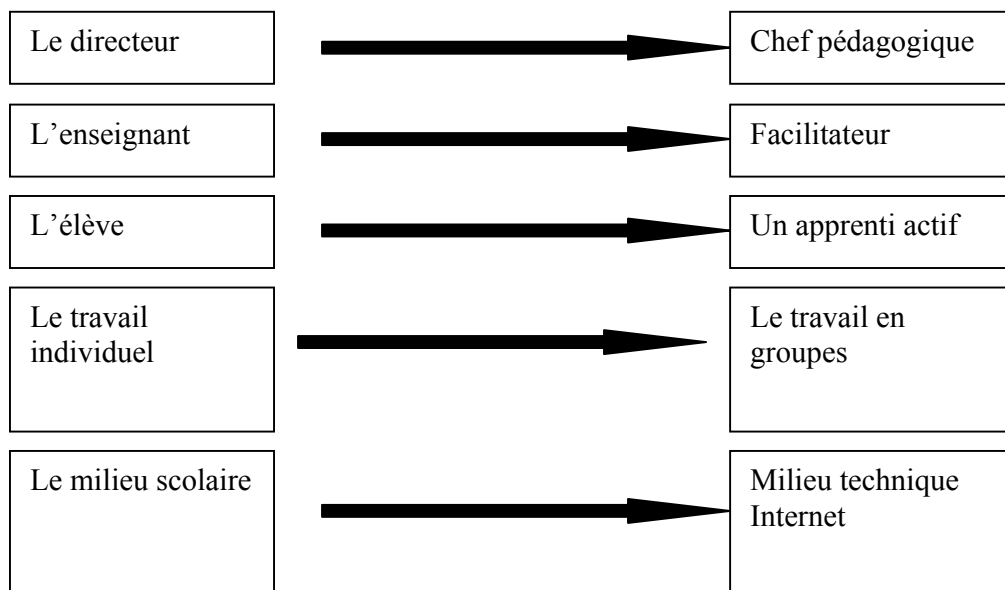 Le directeur
Chef pédagogique
L’enseignant
Facilitateur
L’élève
Un apprenti actif
Le travail
individuel
Le travail en
groupes
Le milieu scolaire
Milieu technique
Internet